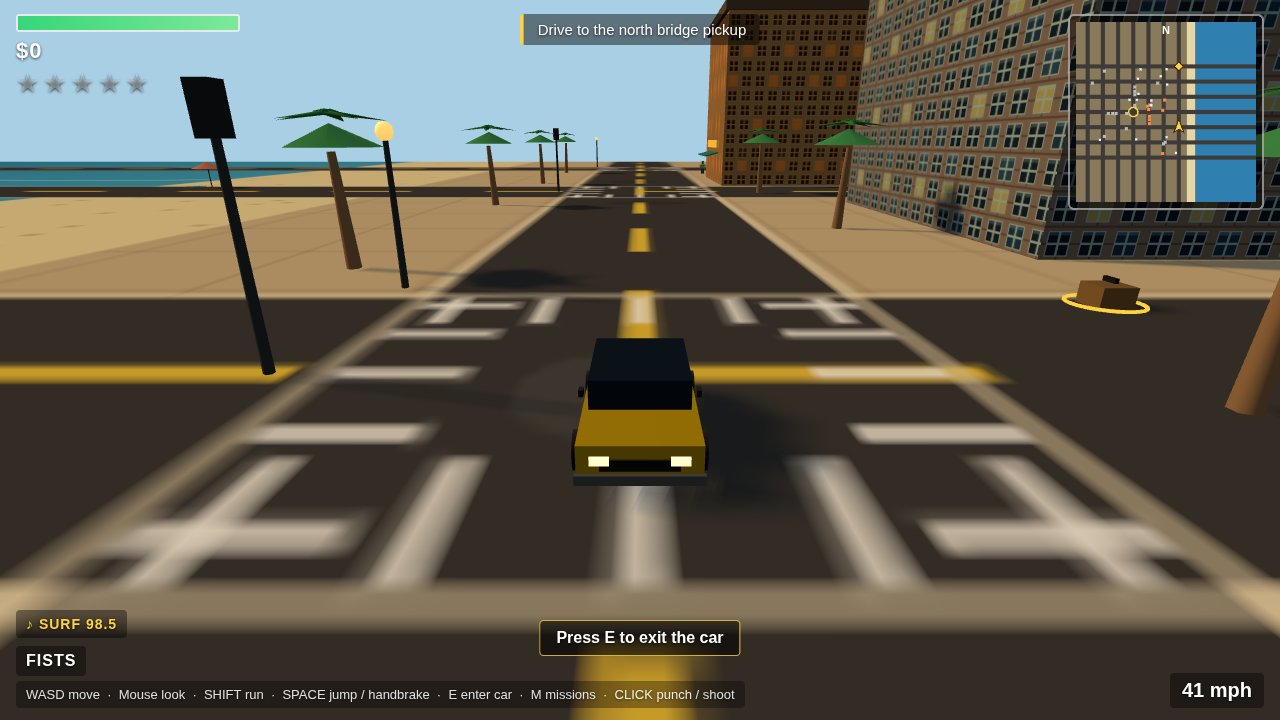 Drive to the north bridge pickup
$0
N
♪ SURF 98.5
FISTS
Press E to exit the car
WASD move · Mouse look · SHIFT run · SPACE jump / handbrake · E enter car · M missions · CLICK punch / shoot
41 mph